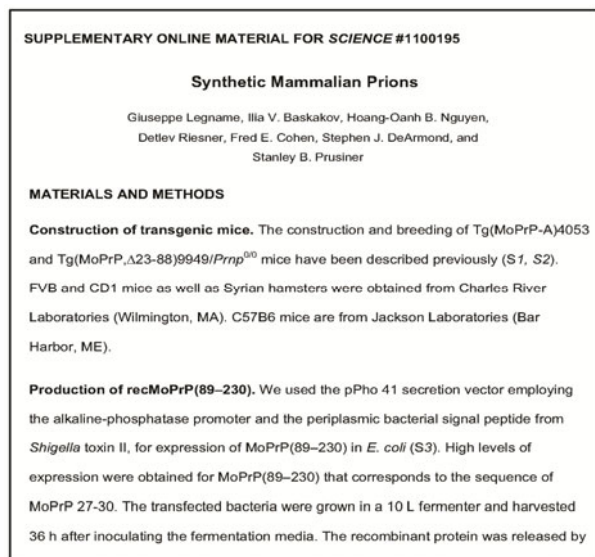 SUPPLEMENTARY ONLINE MATERIAL FOR SCIENCE #1100195
Synthetic Mammalian Prions
Giuseppe Legname, Ilia V. Baskakov, Hoang-Oanh B. Nguyen,
Detlev Riesner, Fred E. Cohen, Stephen J. DeArmond, and
Stanley B. Prusiner
MATERIALS AND METHODS
Construction of transgenic mice. The construction and breeding of Tg(MoPrP-A)4053
and Tg(MoPrP,Δ23-88)9949/Prnp⁰/⁰ mice have been described previously (S1, S2).
FVB and CD1 mice as well as Syrian hamsters were obtained from Charles River
Laboratories (Wilmington, MA). C57B6 mice are from Jackson Laboratories (Bar
Harbor, ME).
Production of recMoPrP(89–230). We used the pPho 41 secretion vector employing
the alkaline-phosphatase promoter and the periplasmic bacterial signal peptide from
Shigella toxin II, for expression of MoPrP(89–230) in E. coli (S3). High levels of
expression were obtained for MoPrP(89–230) that corresponds to the sequence of
MoPrP 27-30. The transfected bacteria were grown in a 10 L fermenter and harvested
36 h after inoculating the fermentation media. The recombinant protein was released by